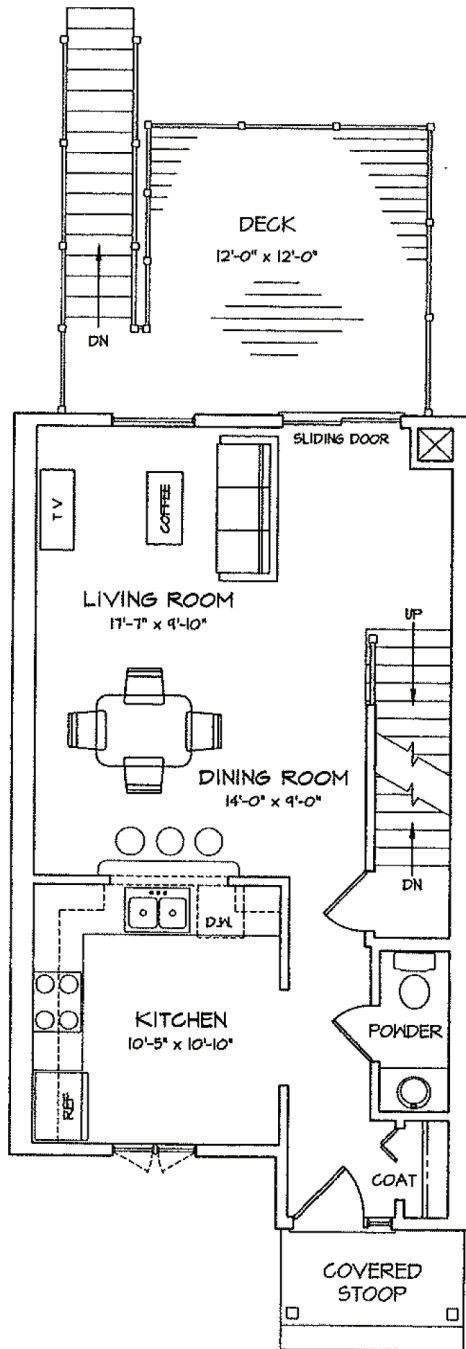 DECK
12'-0" x 12'-0"
DN
SLIDING DOOR
TV
COFFEE
LIVING ROOM
17'-7" x 9'-10"
UP
DINING ROOM
14'-0" x 9'-0"
DN
D.W.
KITCHEN
10'-5" x 10'-10"
POWDER
REF
COAT
COVERED
STOOP